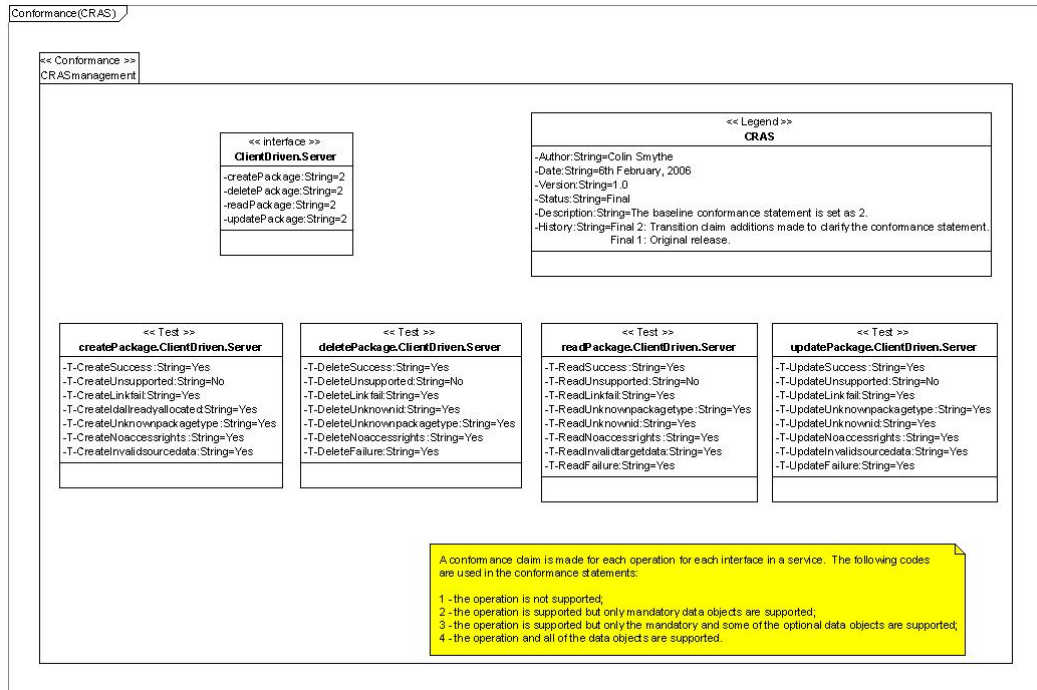 Conformance(CRAS)
<< Conformance >>
CRASmanagement
<< interface >>
ClientDriven.Server
-createPackage:String=2
-deletePackage:String=2
-readPackage:String=2
-updatePackage:String=2
<< Legend >>
CRAS
-Author:String=Colin Smythe
-Date:String=6th February, 2006
-Version:String=1.0
-Status:String=Final
-Description:String=The baseline conformance statement is set as 2.
-History:String=Final 2: Transition claim additions made to clarify the conformance statement.
Final 1: Original release.
<< Test >>
createPackage.ClientDriven.Server
-T-CreateSuccess:String=Yes
-T-CreateUnsupported:String=No
-T-CreateLinkfail:String=Yes
-T-CreateIdallreadyallocated:String=Yes
-T-CreateUnknownpackagetype:String=Yes
-T-CreateNoaccessrights:String=Yes
-T-CreateInvalidsourcedata:String=Yes
<< Test >>
deletePackage.ClientDriven.Server
-T-DeleteSuccess:String=Yes
-T-DeleteUnsupported:String=No
-T-DeleteLinkfail:String=Yes
-T-DeleteUnknownid:String=Yes
-T-DeleteUnknownpackagetype:String=Yes
-T-DeleteNoaccessrights:String=Yes
-T-DeleteFailure:String=Yes
<< Test >>
readPackage.ClientDriven.Server
-T-ReadSuccess:String=Yes
-T-ReadUnsupported:String=No
-T-ReadLinkfail:String=Yes
-T-ReadUnknownpackagetype:String=Yes
-T-ReadUnknownid:String=Yes
-T-ReadNoaccessrights:String=Yes
-T-ReadInvalidtargetdata:String=Yes
-T-ReadFailure:String=Yes
<< Test >>
updatePackage.ClientDriven.Server
-T-UpdateSuccess:String=Yes
-T-UpdateUnsupported:String=No
-T-UpdateLinkfail:String=Yes
-T-UpdateUnknownpackagetype:String=Yes
-T-UpdateUnknownid:String=Yes
-T-UpdateNoaccessrights:String=Yes
-T-UpdateInvalidsourcedata:String=Yes
-T-UpdateFailure:String=Yes
A conformance claim is made for each operation for each interface in a service. The following codes
are used in the conformance statements:
1 - the operation is not supported;
2 - the operation is supported but only mandatory data objects are supported;
3 - the operation is supported but only the mandatory and some of the optional data objects are supported;
4 - the operation and all of the data objects are supported.